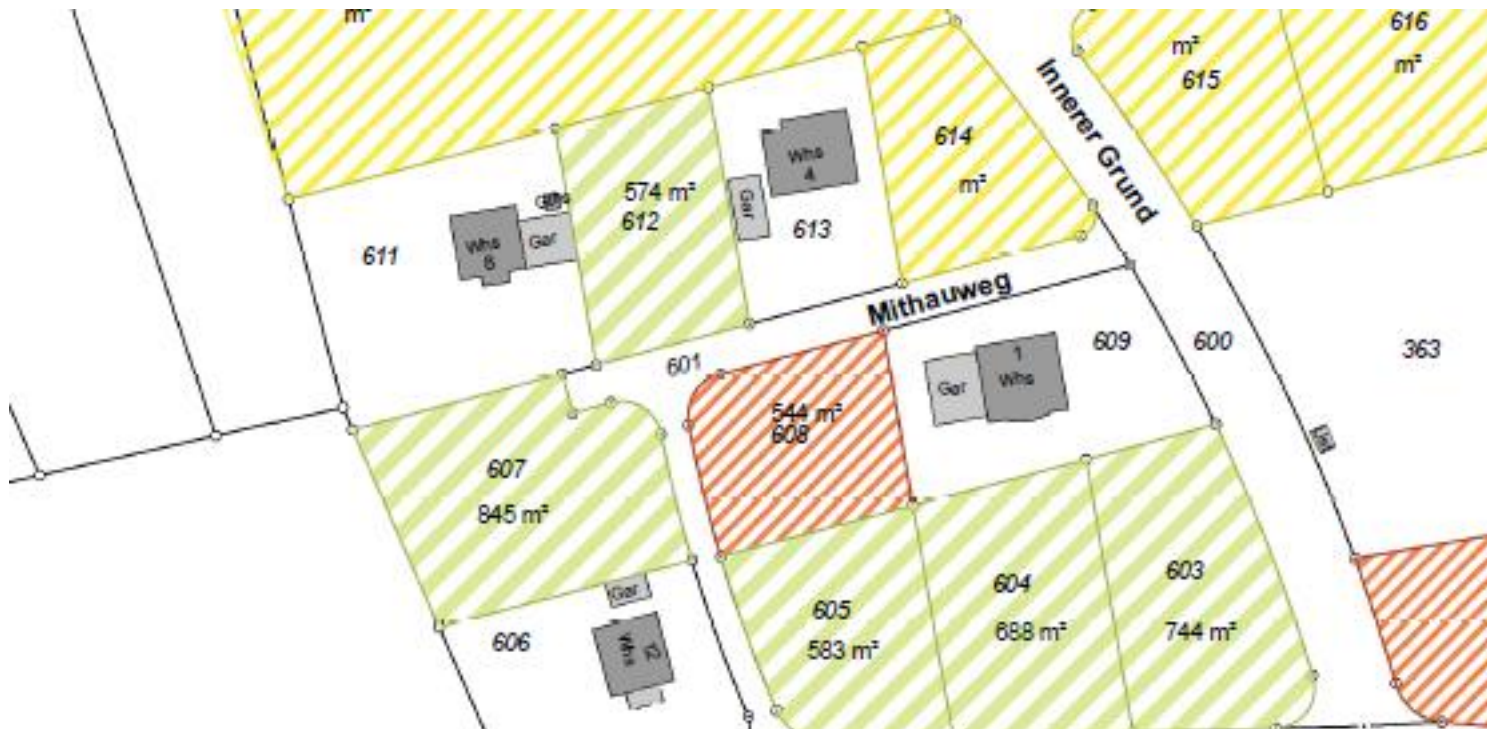 m²
616
m²
m²
615
Innerer Grund
614
m²
Whs
4
574 m²
612
Gar
613
611
Whs
8
Gar
Mithauweg
601
609
600
363
1
Whs
Gar
544 m²
608
607
845 m²
Gar
606
Whs
12
605
583 m²
604
688 m²
603
744 m²